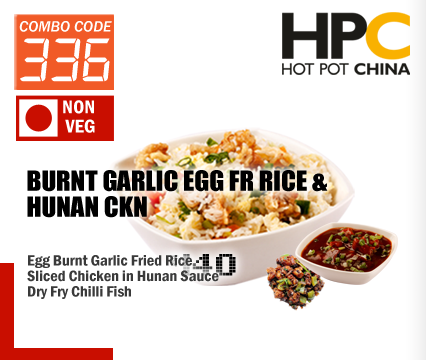 COMBO CODE
336
HPC
HOT POT CHINA
NON
VEG
BURNT GARLIC EGG FR RICE &
HUNAN CKN
Egg Burnt Garlic Fried Rice
Sliced Chicken in Hunan Sauce
Dry Fry Chilli Fish